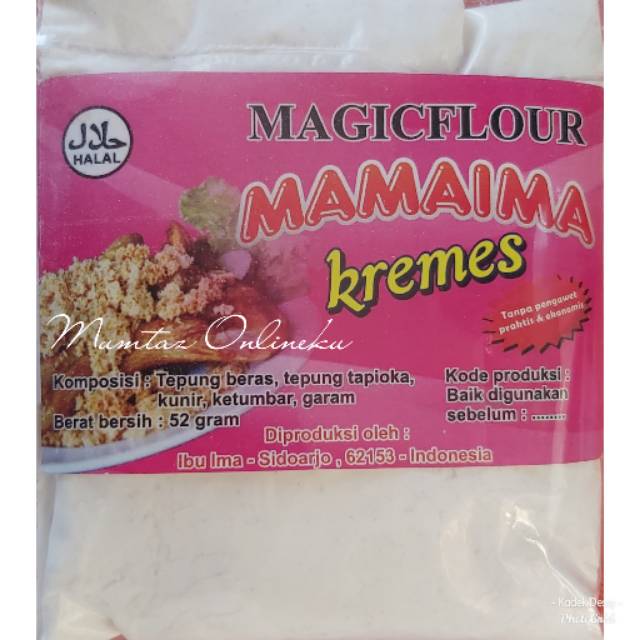 حلال
HALAL
MAGICFLOUR
MAMAIMA
kremes
Tanpa pengawet
praktis & ekonomis
Mumtaz Onlineku
Komposisi : Tepung beras, tepung tapioka,
kunir, ketumbar, garam
Berat bersih : 52 gram
Kode produksi :
Baik digunakan
sebelum : ........
Diproduksi oleh :
Ibu Ima - Sidoarjo , 62153 - Indonesia